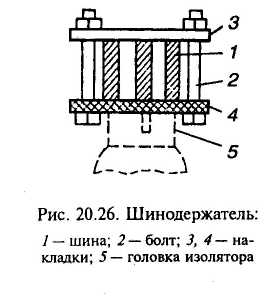 3
1
2
4
5
Рис. 20.26. Шинодержатель:
1 — шина; 2 — болт; 3, 4 — на-
кладки; 5 — головка изолятора